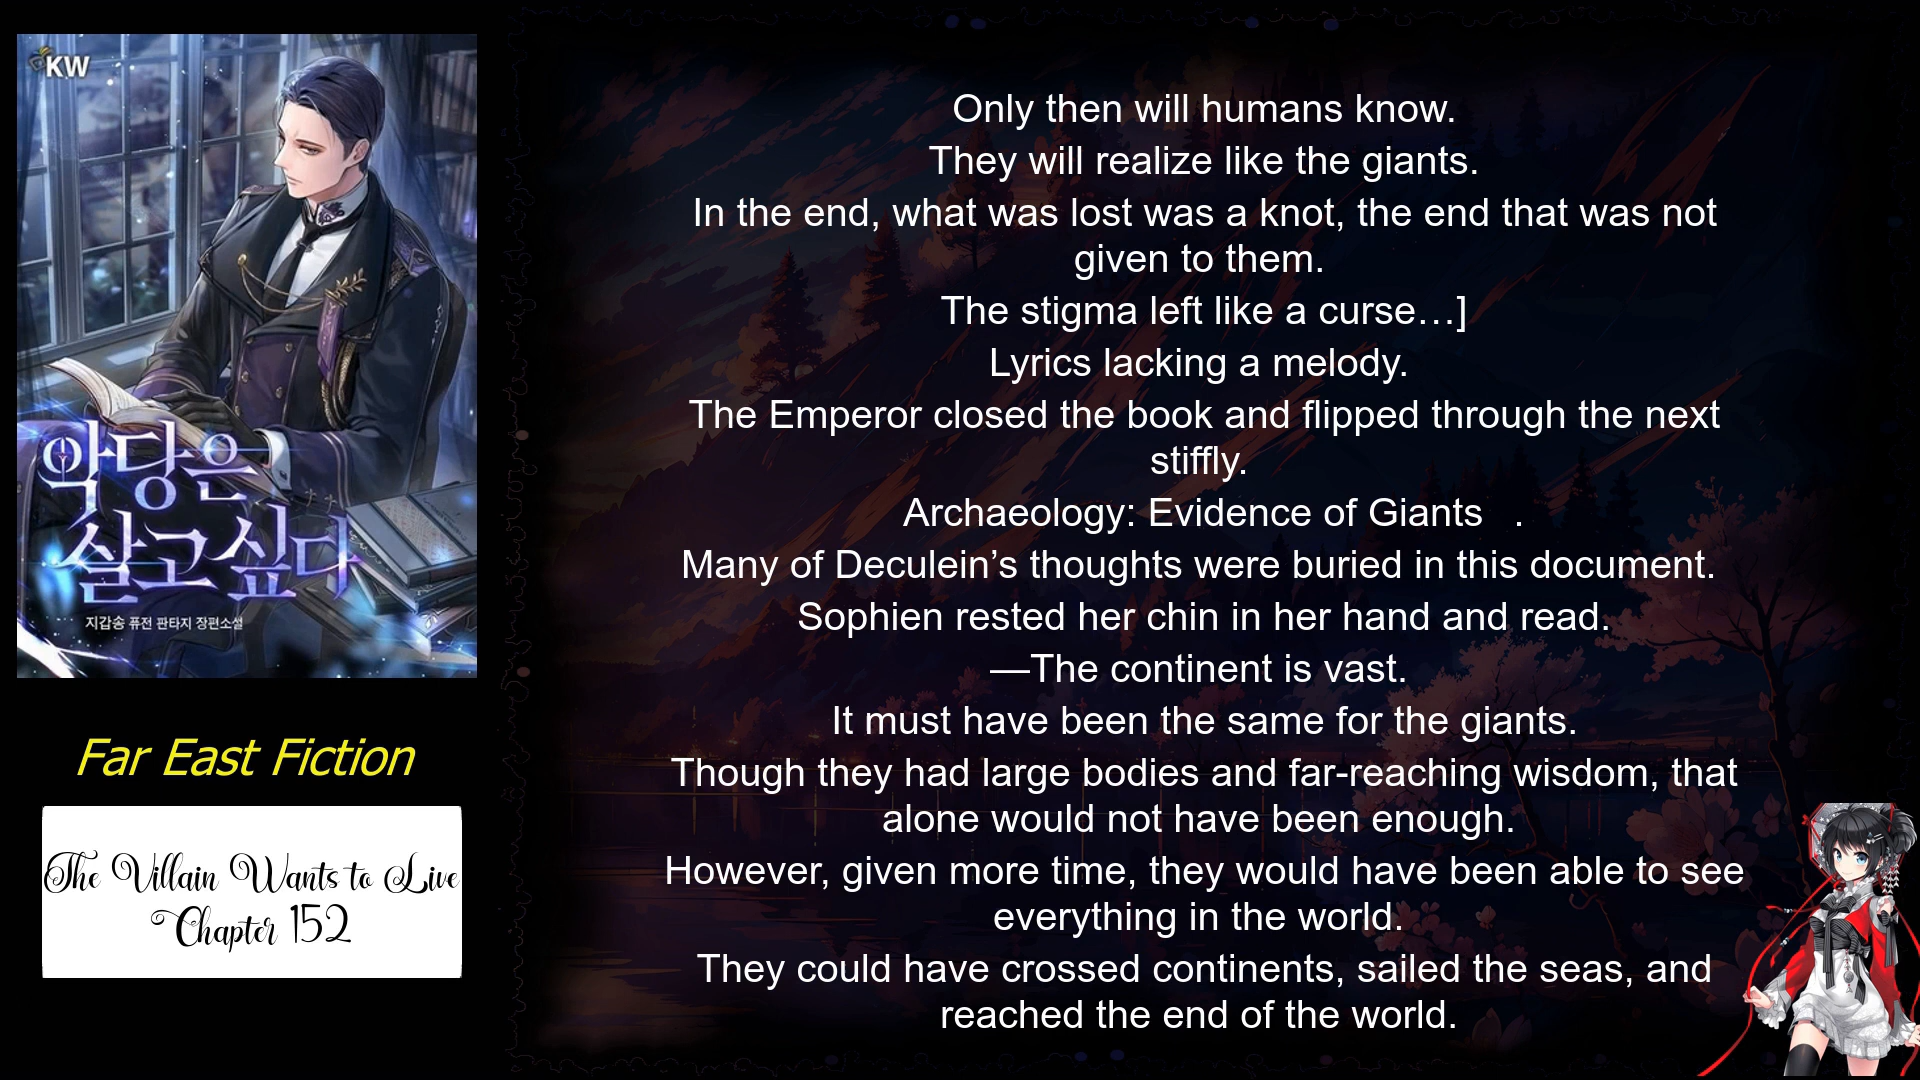 KW
악당은
살고싶다
지갑송 퓨전 판타지 장편소설
Far East Fiction
The Villain Wants to Live
Chapter 152
Only then will humans know.
They will realize like the giants.
In the end, what was lost was a knot, the end that was not
given to them.
The stigma left like a curse…]
Lyrics lacking a melody.
The Emperor closed the book and flipped through the next
stiffly.
Archaeology: Evidence of Giants .
Many of Deculein’s thoughts were buried in this document.
Sophien rested her chin in her hand and read.
—The continent is vast.
It must have been the same for the giants.
Though they had large bodies and far-reaching wisdom, that
alone would not have been enough.
However, given more time, they would have been able to see
everything in the world.
They could have crossed continents, sailed the seas, and
reached the end of the world.